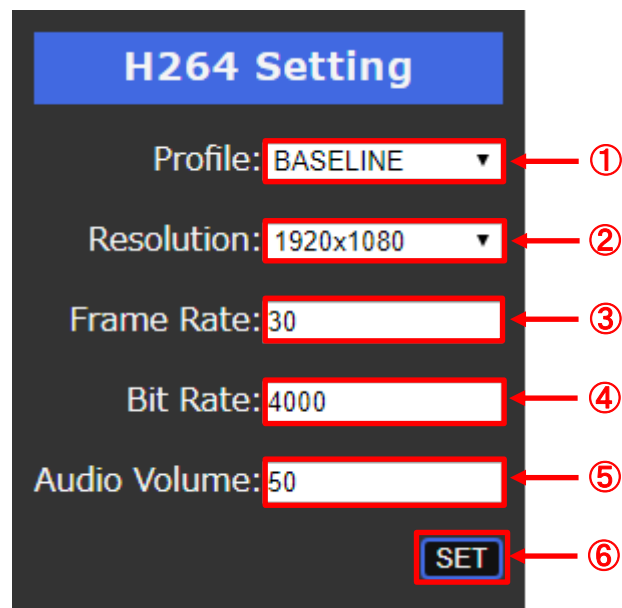 H264 Setting
Profile: BASELINE ▼ ①
Resolution: 1920x1080 ▼ ②
Frame Rate: 30 ③
Bit Rate: 4000 ④
Audio Volume: 50 ⑤
SET ⑥